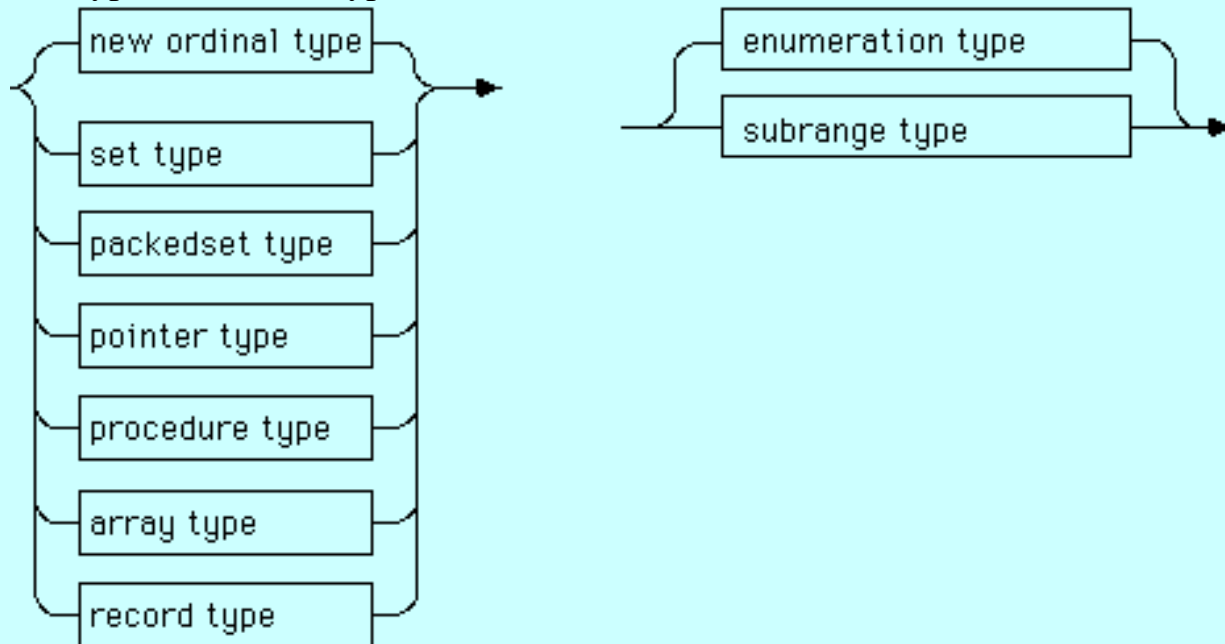 new ordinal type
set type
packedset type
pointer type
procedure type
array type
record type
enumeration type
subrange type